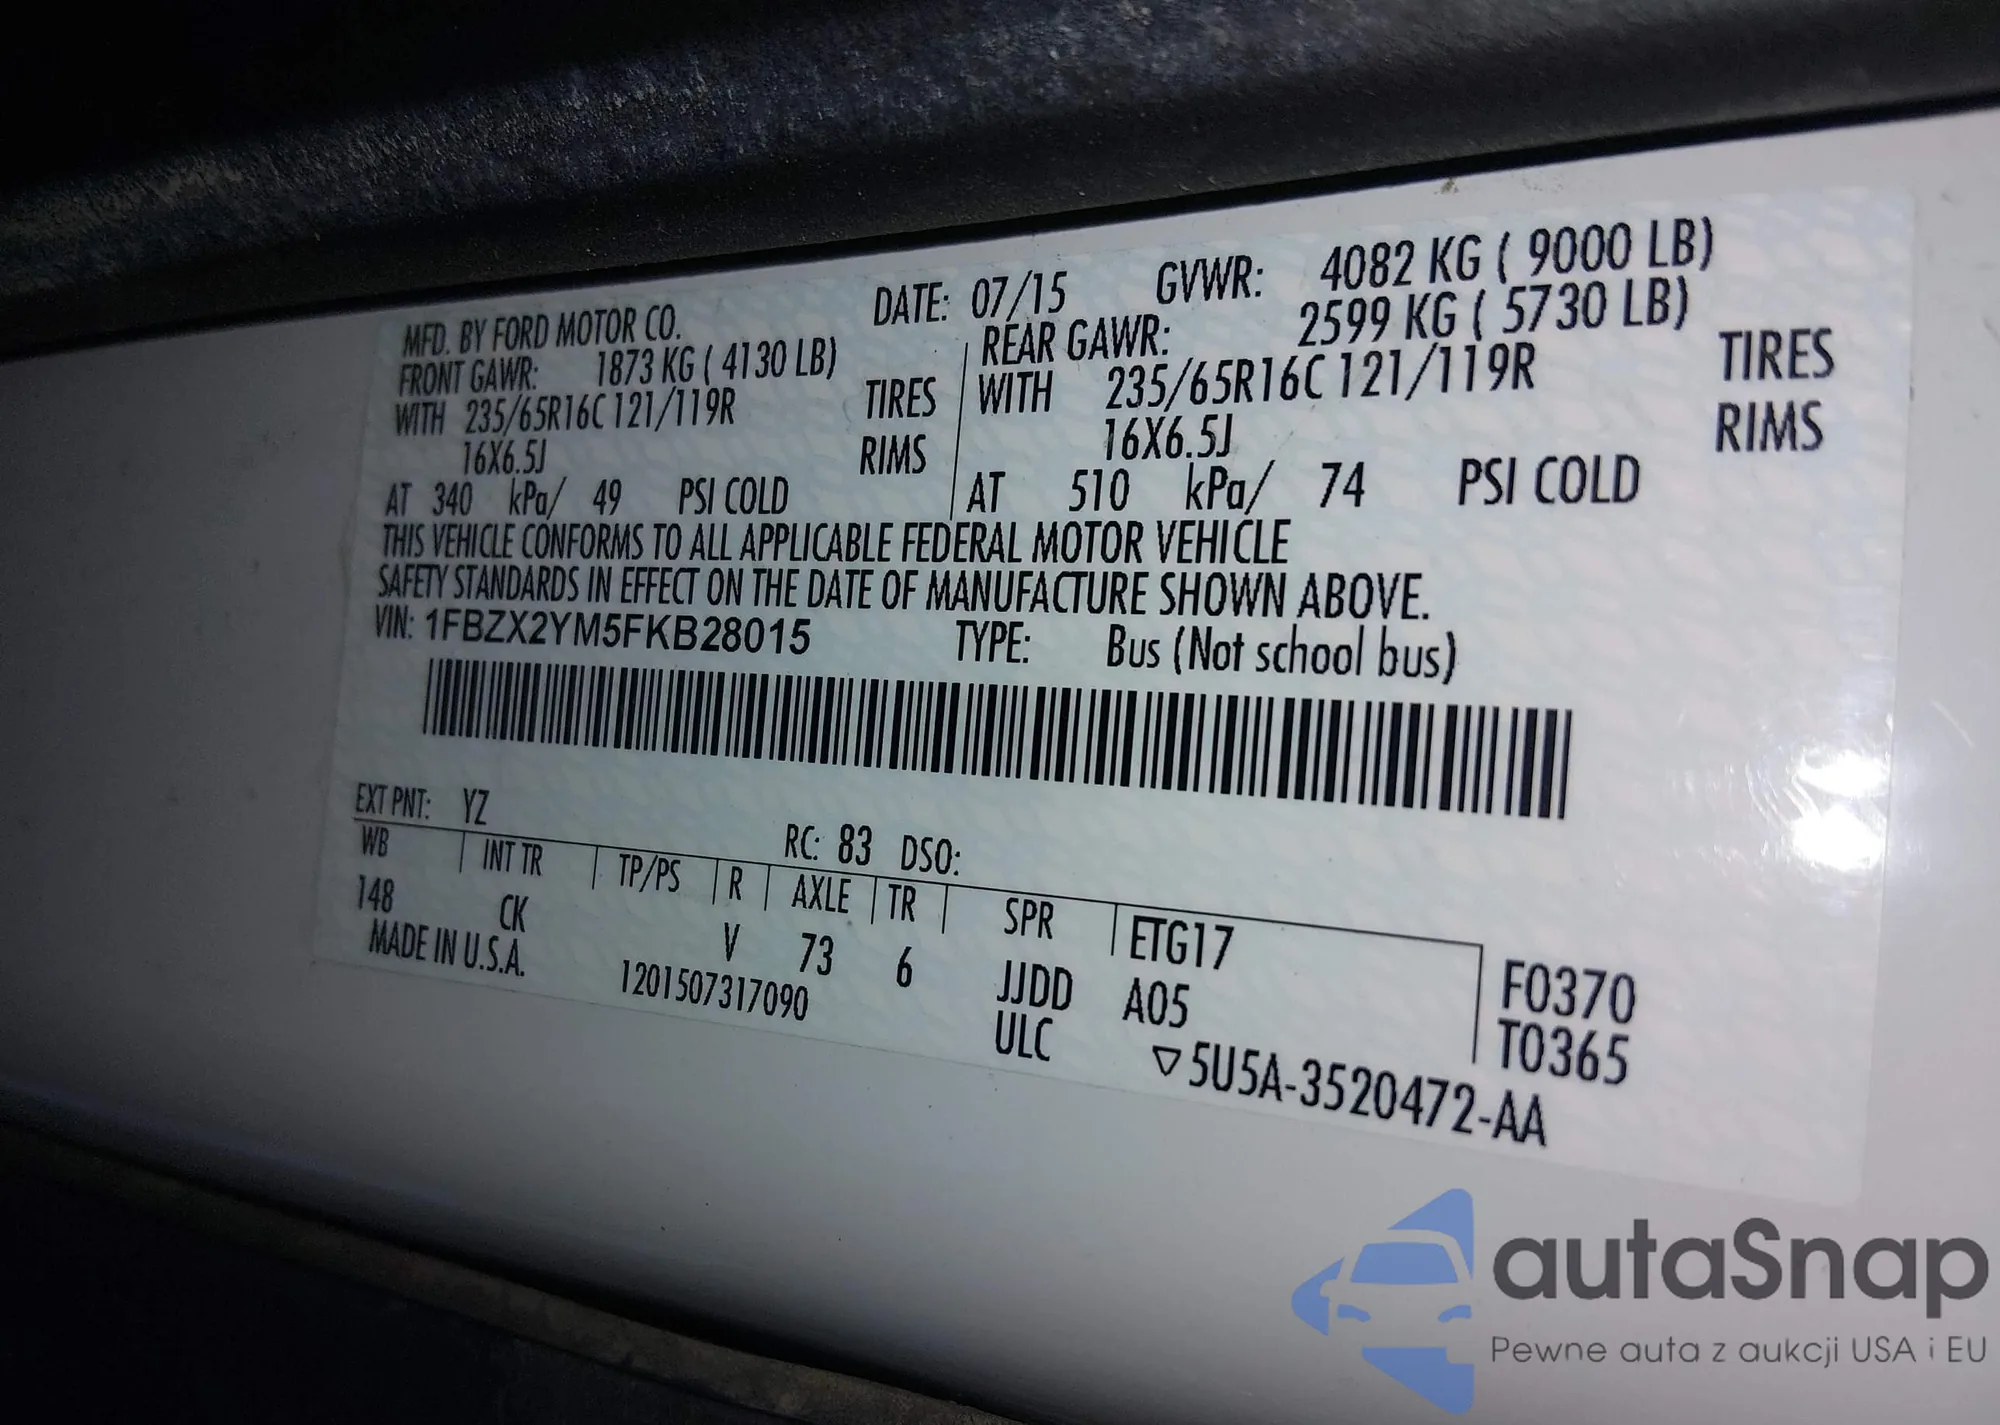 MFD. BY FORD MOTOR CO. DATE: 07/15 GVWR: 4082 KG ( 9000 LB)
FRONT GAWR: 1873 KG ( 4130 LB) REAR GAWR: 2599 KG ( 5730 LB)
WITH 235/65R16C 121/119R TIRES WITH 235/65R16C 121/119R TIRES
16X6.5J RIMS 16X6.5J RIMS
AT 340 kPa/ 49 PSI COLD AT 510 kPa/ 74 PSI COLD
THIS VEHICLE CONFORMS TO ALL APPLICABLE FEDERAL MOTOR VEHICLE
SAFETY STANDARDS IN EFFECT ON THE DATE OF MANUFACTURE SHOWN ABOVE.
VIN: 1FBZX2YM5FKB28015 TYPE: Bus (Not school bus)
EXT PNT: YZ RC: 83 DSO:
WB INT TR TP/PS R AXLE TR SPR ETG17 F0370
148 CK V 73 6 JJDD A05 T0365
MADE IN U.S.A. 1201507317090 ULC ▽5U5A-3520472-AA
autaSnap
Pewne auta z aukcji USA i EU